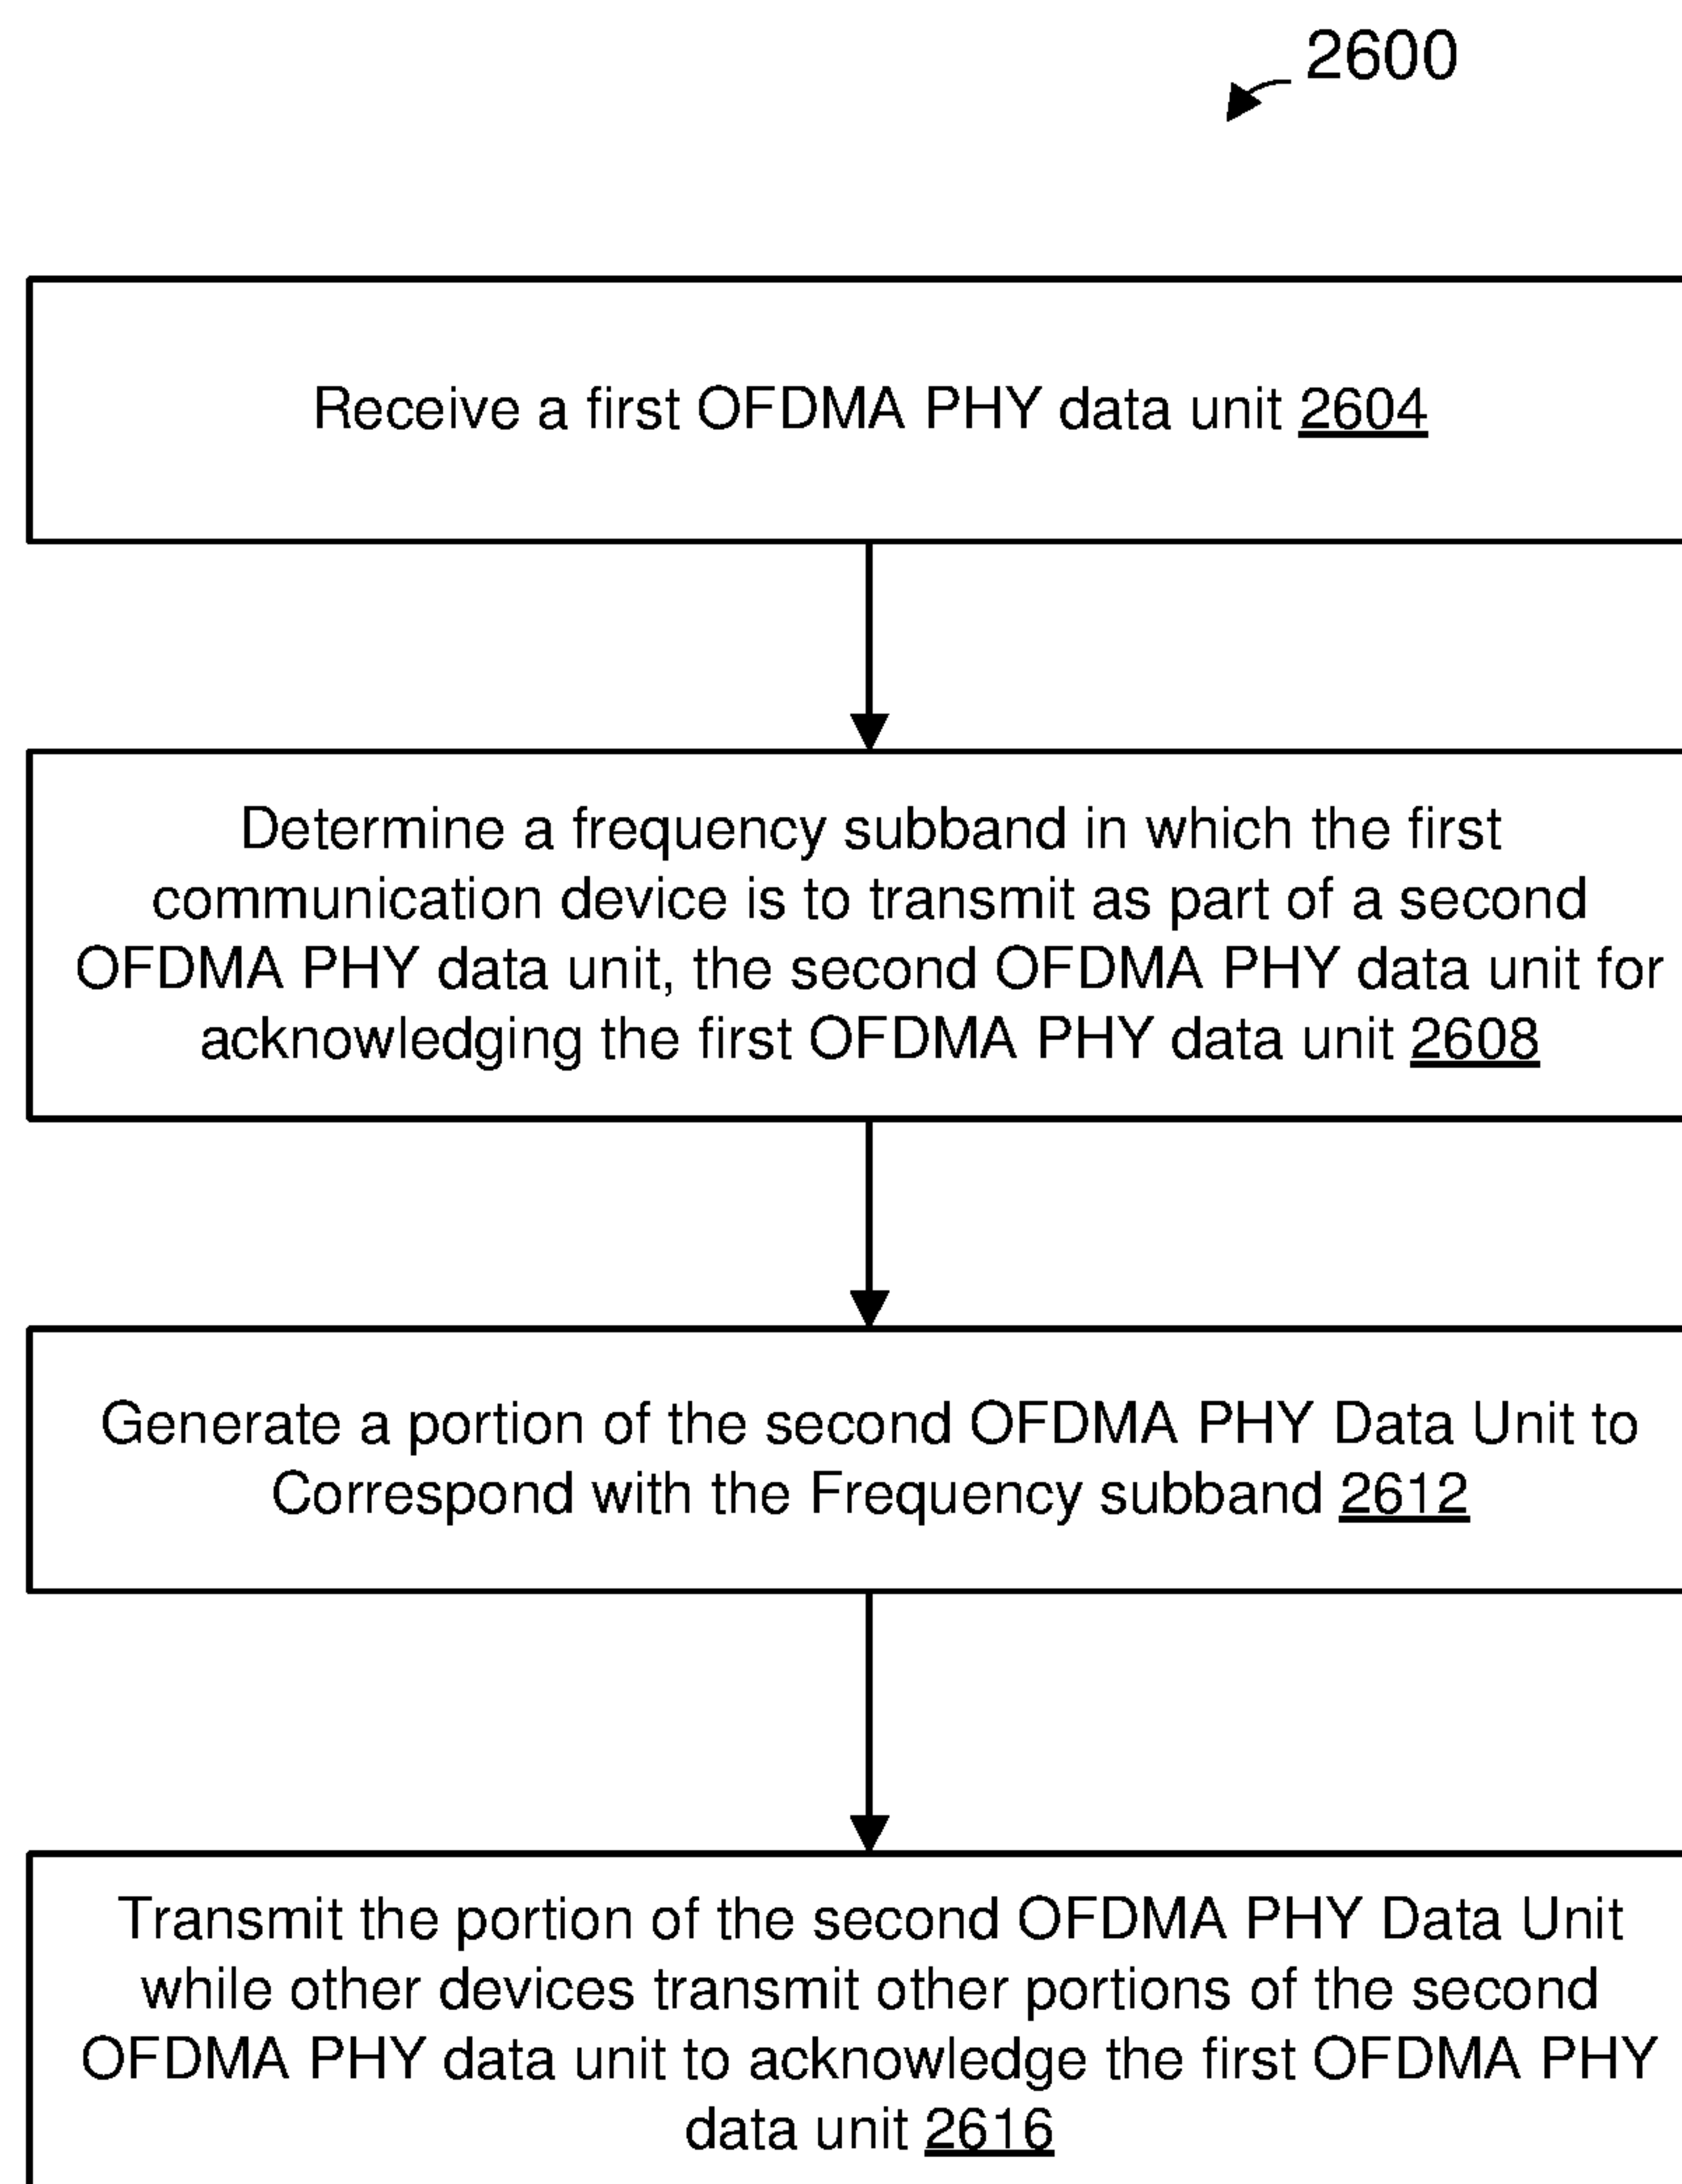 2600
Receive a first OFDMA PHY data unit 2604
Determine a frequency subband in which the first
communication device is to transmit as part of a second
OFDMA PHY data unit, the second OFDMA PHY data unit for
acknowledging the first OFDMA PHY data unit 2608
Generate a portion of the second OFDMA PHY Data Unit to
Correspond with the Frequency subband 2612
Transmit the portion of the second OFDMA PHY Data Unit
while other devices transmit other portions of the second
OFDMA PHY data unit to acknowledge the first OFDMA PHY
data unit 2616